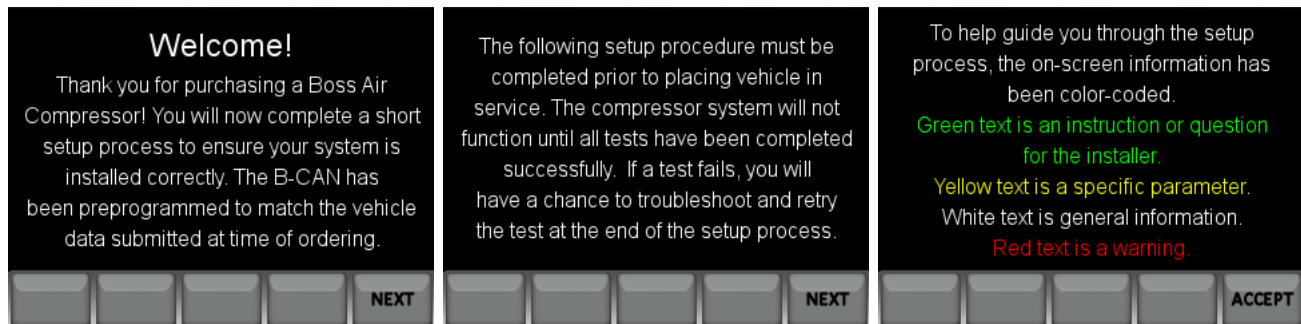 Welcome!
Thank you for purchasing a Boss Air
Compressor! You will now complete a short
setup process to ensure your system is
installed correctly. The B-CAN has
been preprogrammed to match the vehicle
data submitted at time of ordering.
NEXT
The following setup procedure must be
completed prior to placing vehicle in
service. The compressor system will not
function until all tests have been completed
successfully. If a test fails, you will
have a chance to troubleshoot and retry
the test at the end of the setup process.
NEXT
To help guide you through the setup
process, the on-screen information has
been color-coded.
Green text is an instruction or question
for the installer.
Yellow text is a specific parameter.
White text is general information.
Red text is a warning.
ACCEPT